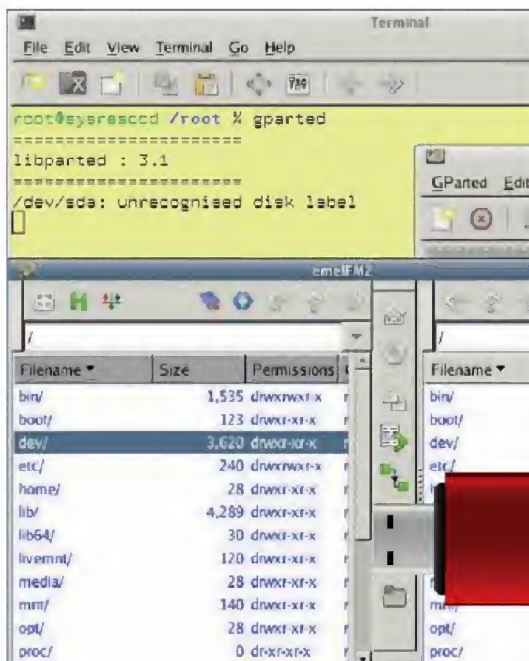 Terminal
File Edit View Terminal Go Help
root@sysresccd /root % gparted
========================
libparted : 3.1
========================
/dev/sda: unrecognised disk label
GParted Edit
emelFM2
/
/
Filename Size Permissions
Filename
bin/ 1,535 drwxrwxr-x
bin/
boot/ 123 drwxr-xr-x
boot/
dev/ 3,620 drwxr-xr-x
dev/
etc/ 240 drwxrwxr-x
etc/
home/ 28 drwxr-xr-x
lib/ 4,289 drwxr-xr-x
lib64/ 30 drwxr-xr-x
livemnt/ 120 drwxr-xr-x
media/ 28 drwxr-xr-x
mnt/ 140 drwxr-xr-x
mnt/
opt/ 28 drwxr-xr-x
opt/
proc/ 0 dr-xr-xr-x
proc/